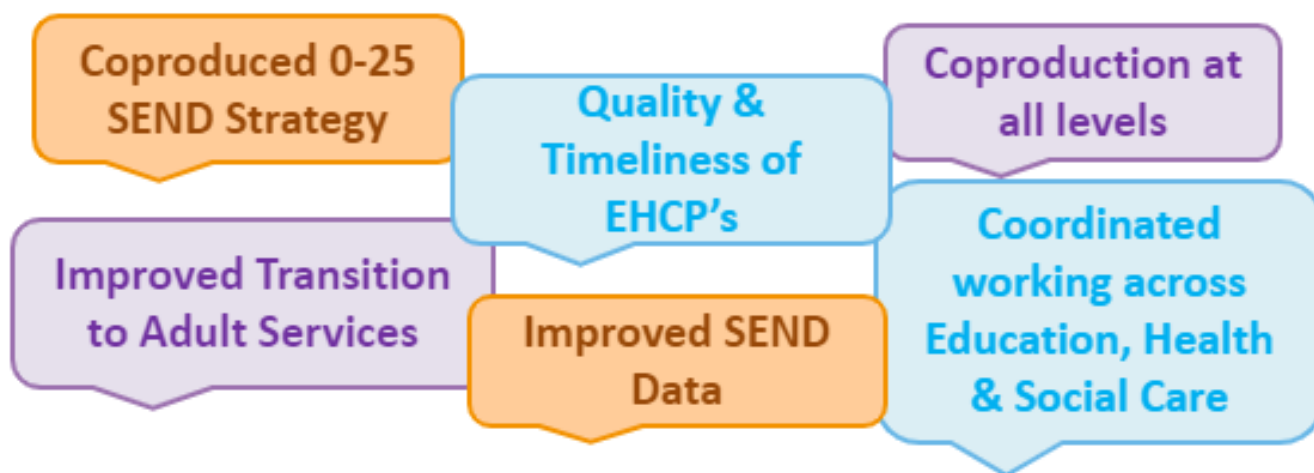 Coproduced 0-25
SEND Strategy
Quality &
Timeliness of
EHCP’s
Coproduction at
all levels
Improved Transition
to Adult Services
Improved SEND
Data
Coordinated
working across
Education, Health
& Social Care